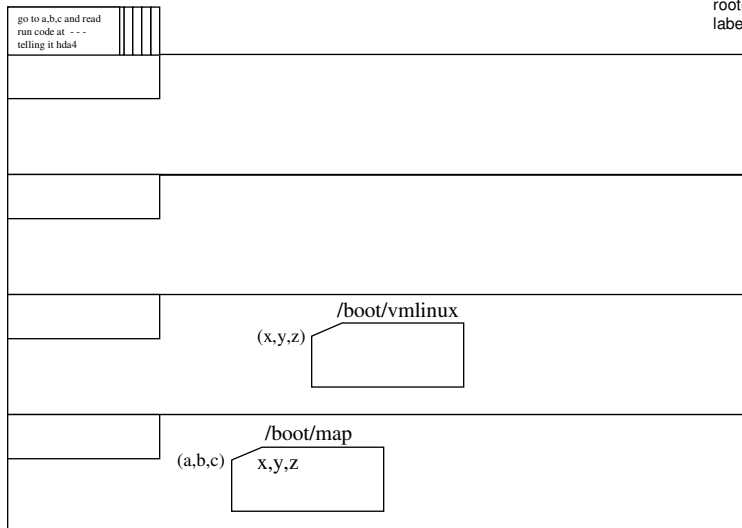 go to a,b,c and read
run code at - - -
telling it hda4
root
labe
/boot/vmlinux
(x,y,z)
/boot/map
(a,b,c)
x,y,z